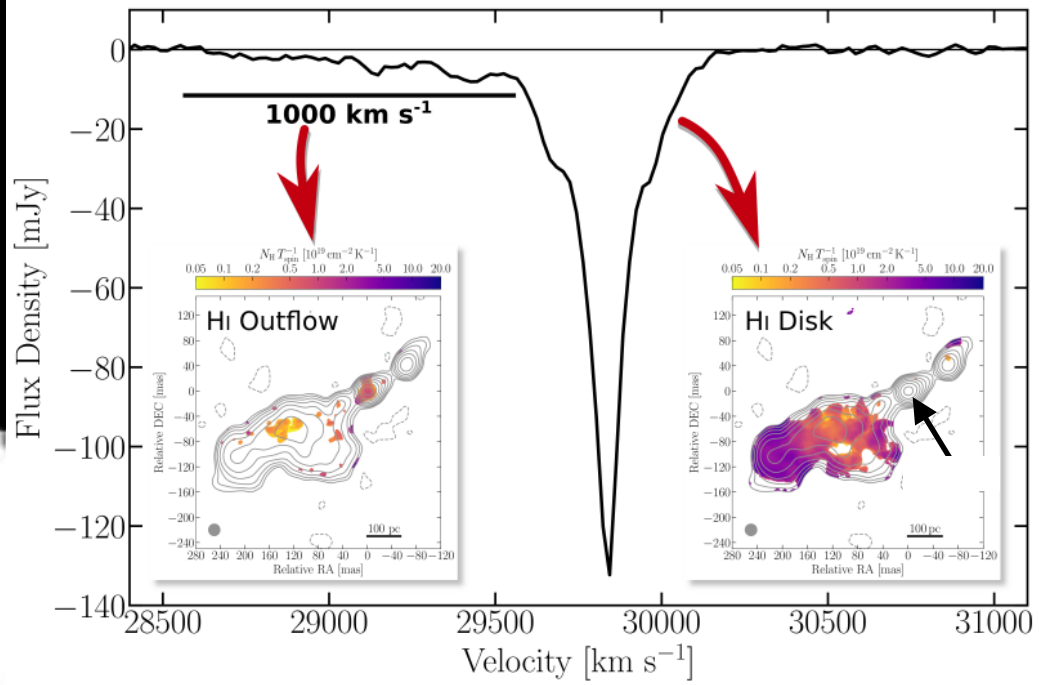 Flux Density [mJy]
0
−20
−40
−60
−80
−100
−120
−140
1000 km s⁻¹
N_H T_spin⁻¹ [10¹⁹ cm⁻² K⁻¹]
0.05 0.1 0.2 0.5 1.0 2.0 5.0 10.0 20.0
HI Outflow
Relative DEC [mas]
120
80
40
0
−40
−80
−120
−160
−200
−240
100 pc
280 240 200 160 120 80 40 0 −40 −80 −120
Relative RA [mas]
N_H T_spin⁻¹ [10¹⁹ cm⁻² K⁻¹]
0.05 0.1 0.2 0.5 1.0 2.0 5.0 10.0 20.0
HI Disk
Relative DEC [mas]
120
80
40
0
−40
−80
−120
−160
−200
−240
100 pc
280 240 200 160 120 80 40 0 −40 −80 −120
Relative RA [mas]
28500 29000 29500 30000 30500 31000
Velocity [km s⁻¹]